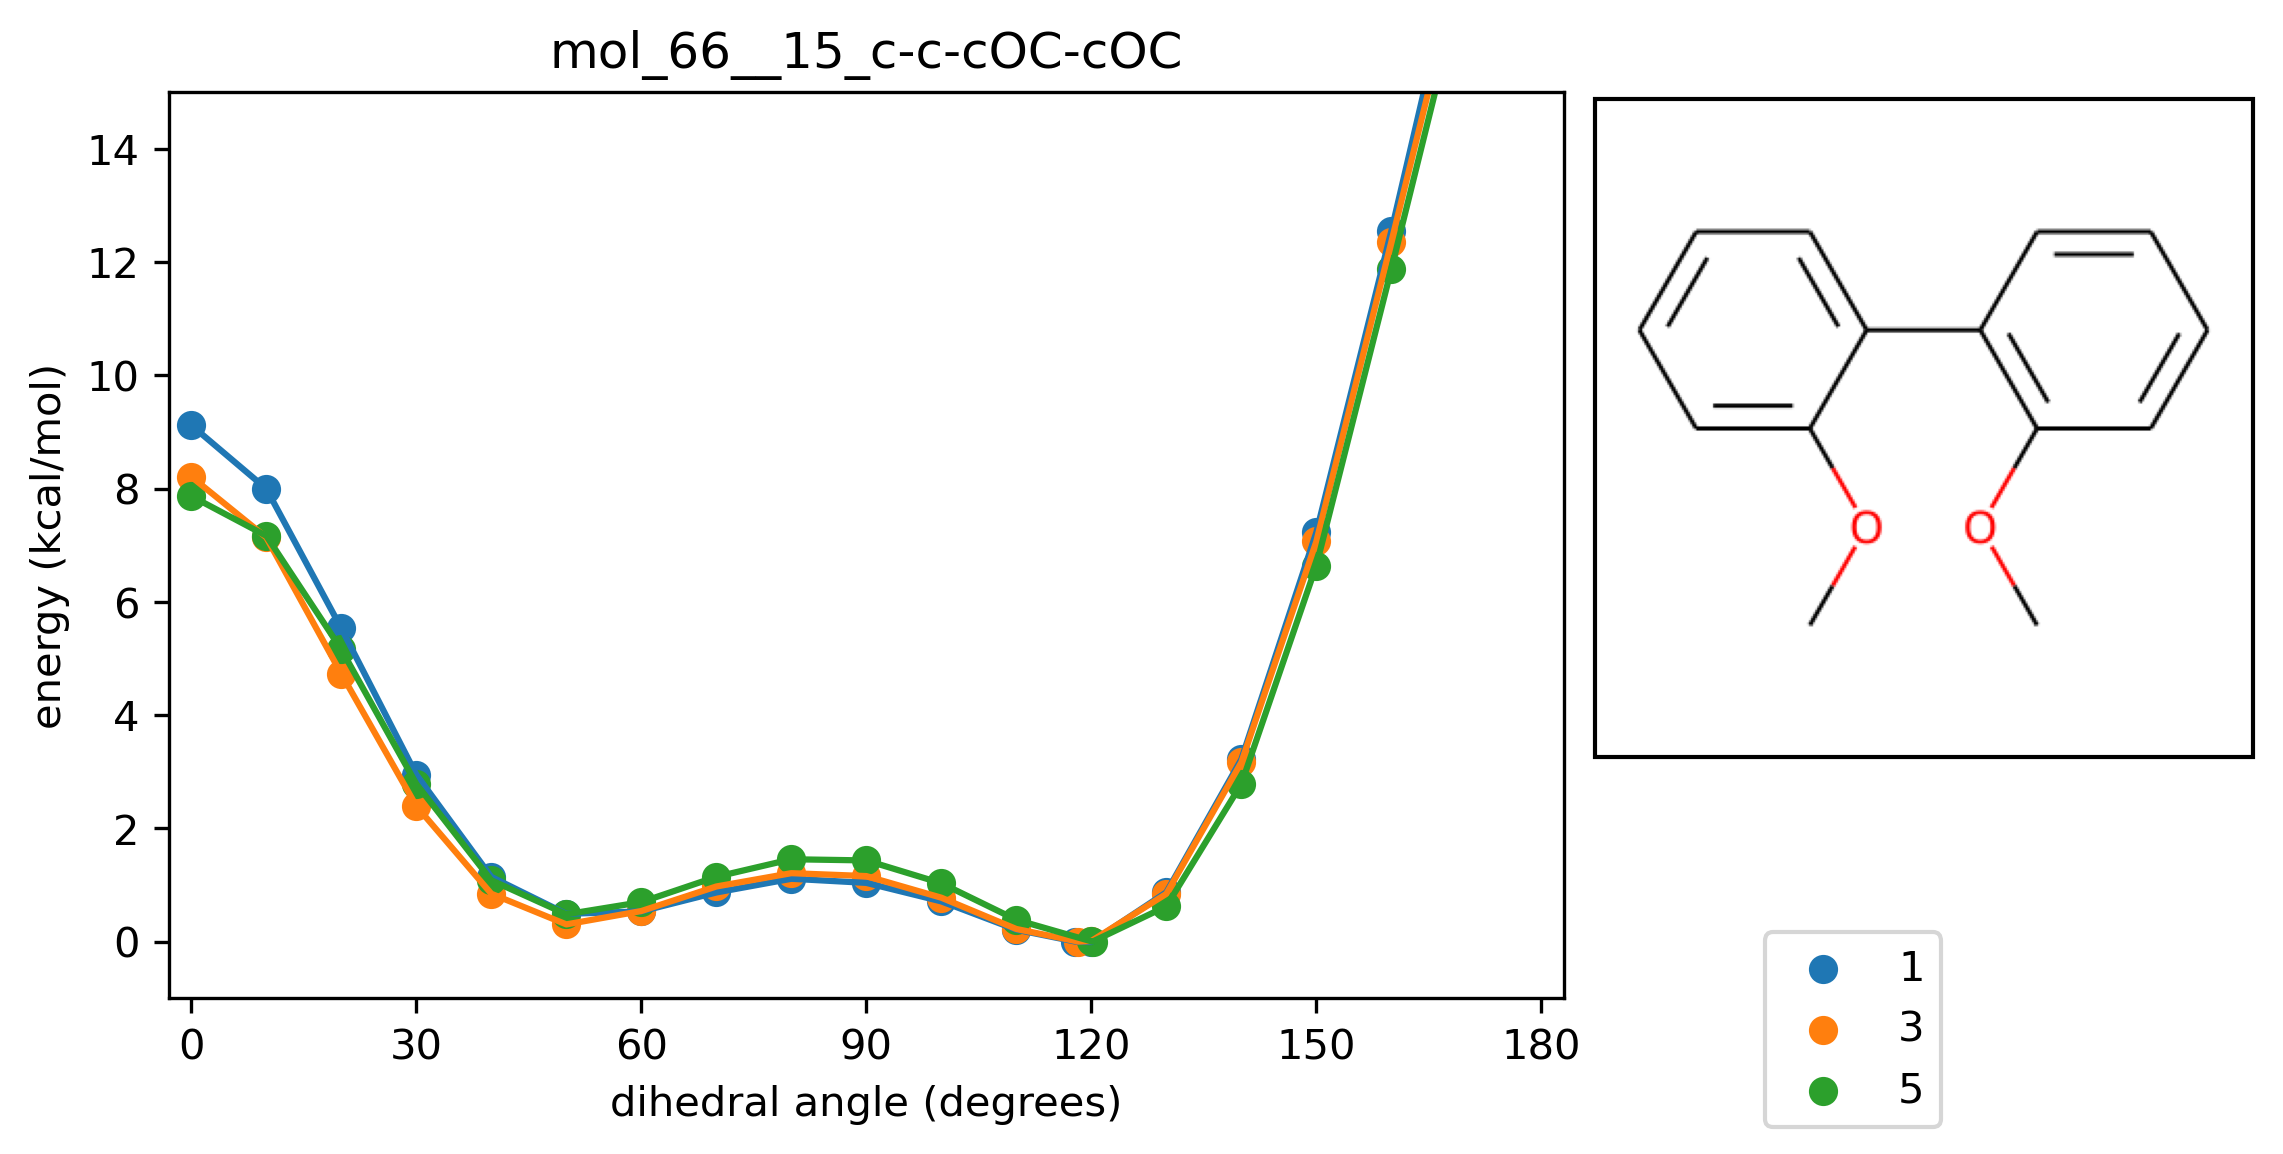 mol_66__15_c-c-cOC-cOC
energy (kcal/mol)
14
12
10
8
6
4
2
0
0 30 60 90 120 150 180
dihedral angle (degrees)
O O
1
3
5